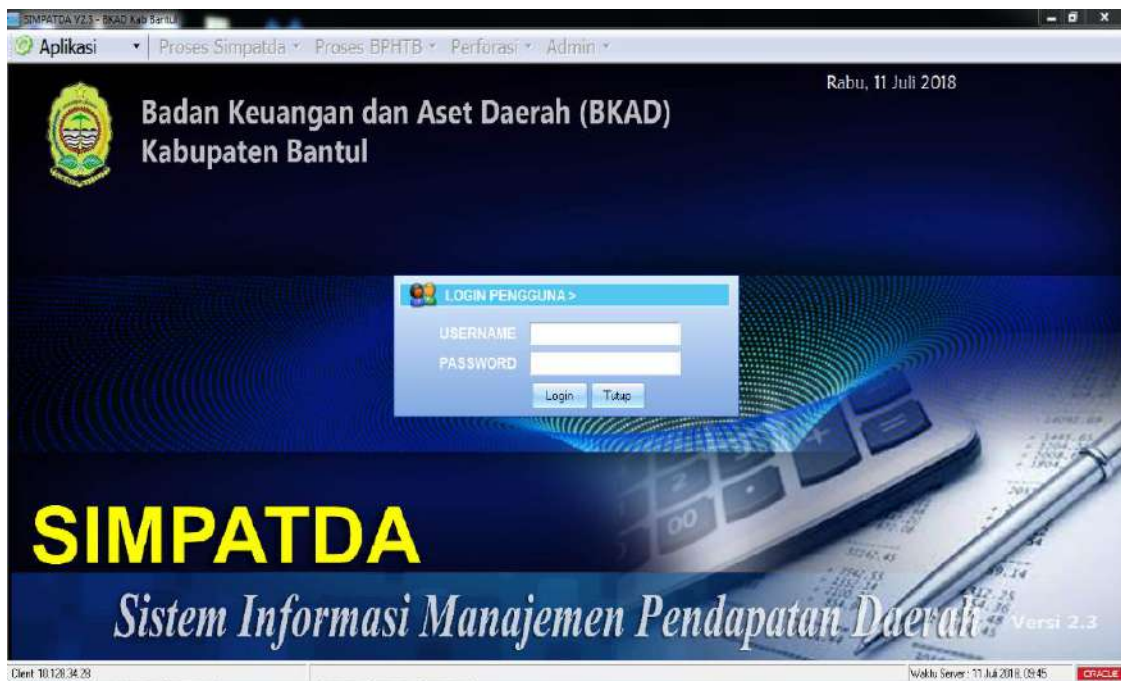 SIMPATDA V2.3 - BKAD Kab Bantul
Aplikasi Proses Simpatda Proses BPHTB Perforasi Admin
Rabu, 11 Juli 2018
Badan Keuangan dan Aset Daerah (BKAD)
Kabupaten Bantul
LOGIN PENGGUNA >
USERNAME
PASSWORD
Login Tutup
SIMPATDA
Sistem Informasi Manajemen Pendapatan Daerah
Versi 2.3
Client 10.128.34.28
Waktu Server : 11 Juli 2018, 09:45
ORACLE